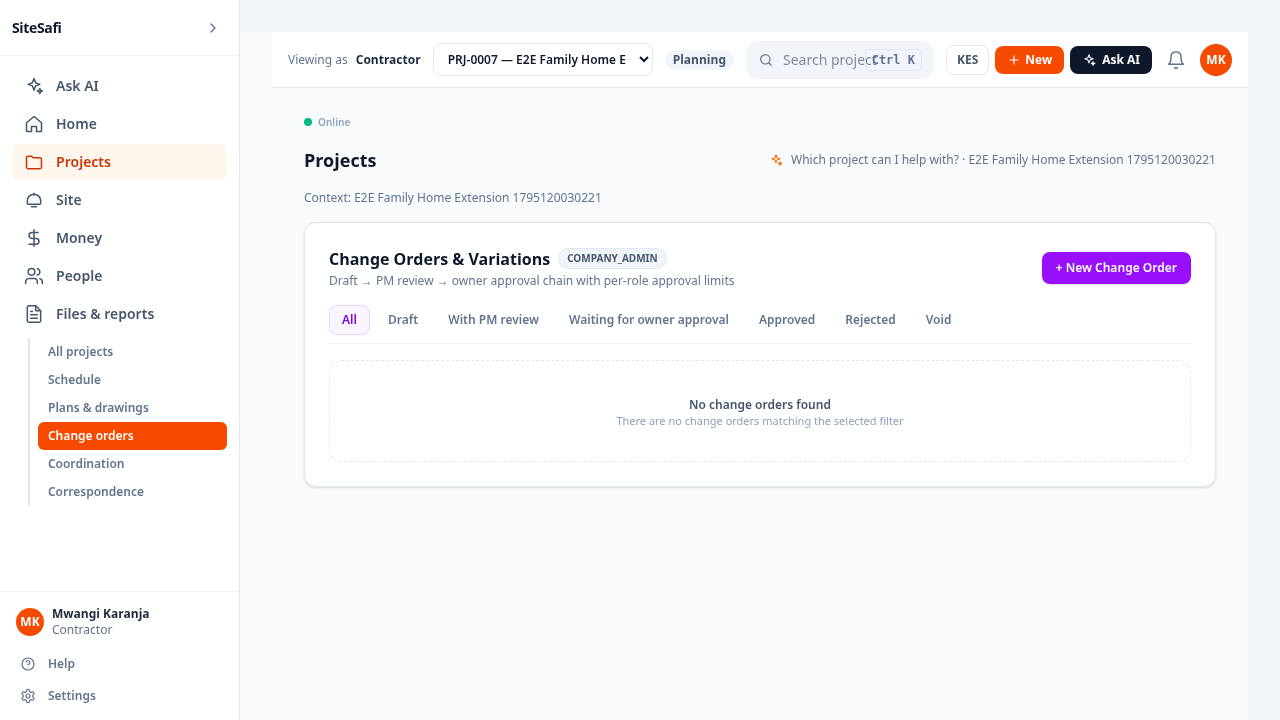 SiteSafi
Ask AI
Home
Projects
Site
Money
People
Files & reports
All projects
Schedule
Plans & drawings
Change orders
Coordination
Correspondence
MK
Mwangi Karanja
Contractor
Help
Settings
Viewing as Contractor
PRJ-0007 — E2E Family Home E
Planning
Search project
Ctrl K
KES
New
Ask AI
MK
Online
Projects
Which project can I help with? · E2E Family Home Extension 1795120030221
Context: E2E Family Home Extension 1795120030221
Change Orders & Variations COMPANY_ADMIN
Draft → PM review → owner approval chain with per-role approval limits
+ New Change Order
All Draft With PM review Waiting for owner approval Approved Rejected Void
No change orders found
There are no change orders matching the selected filter